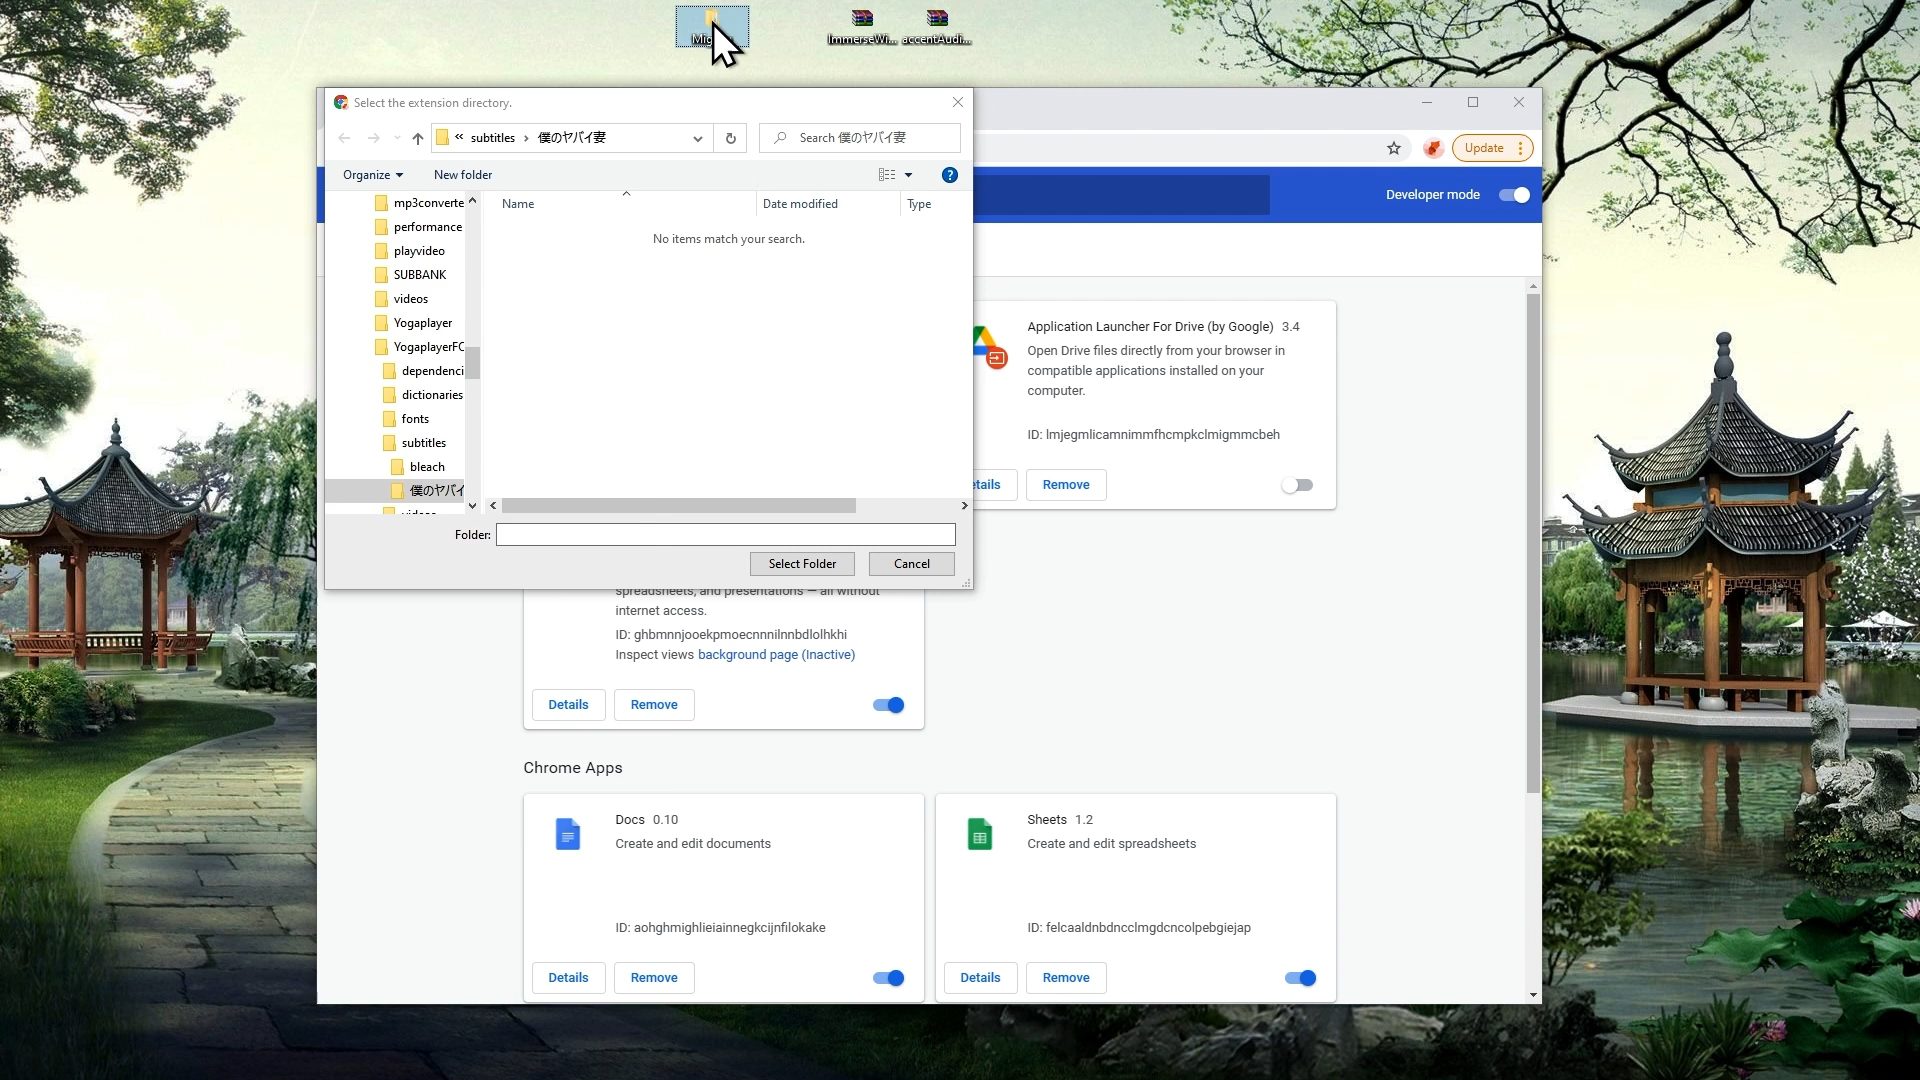 ImmerseWi... accentAudi...
Select the extension directory.
« subtitles › 僕のヤバイ妻
Search 僕のヤバイ妻
Update
Organize
New folder
?
Developer mode
mp3converte
performance
playvideo
SUBBANK
videos
Yogaplayer
YogaplayerFC
dependenci
dictionaries
fonts
subtitles
bleach
僕のヤバイ
Name
Date modified
Type
No items match your search.
Folder:
Select Folder
Cancel
Application Launcher For Drive (by Google) 3.4
Open Drive files directly from your browser in
compatible applications installed on your
computer.
ID: lmjegmlicamnimmfhcmpkclmigmmcbeh
etails
Remove
spreadsheets, and presentations — all without
internet access.
ID: ghbmnnjooekpmoecnnnilnnbdlolhkhi
Inspect views background page (Inactive)
Details
Remove
Chrome Apps
Docs 0.10
Create and edit documents
ID: aohghmighlieiainnegkcijnfilokake
Details
Remove
Sheets 1.2
Create and edit spreadsheets
ID: felcaaldnbdncclmgdcncolpebgiejap
Details
Remove